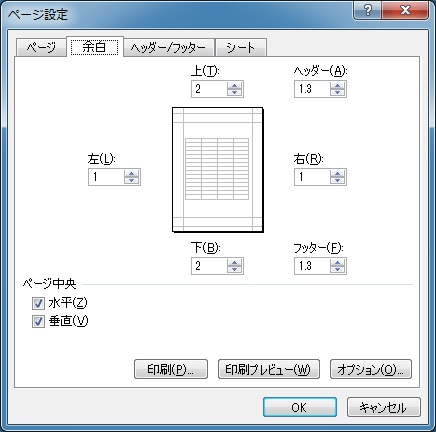 ページ設定
ページ 余白 ヘッダー/フッター シート
上(T): ヘッダー(A):
2 1.3
左(L): 右(R):
1 1
下(B): フッター(F):
2 1.3
ページ中央
水平(Z)
垂直(V)
印刷(P)... 印刷プレビュー(W) オプション(O)...
OK キャンセル